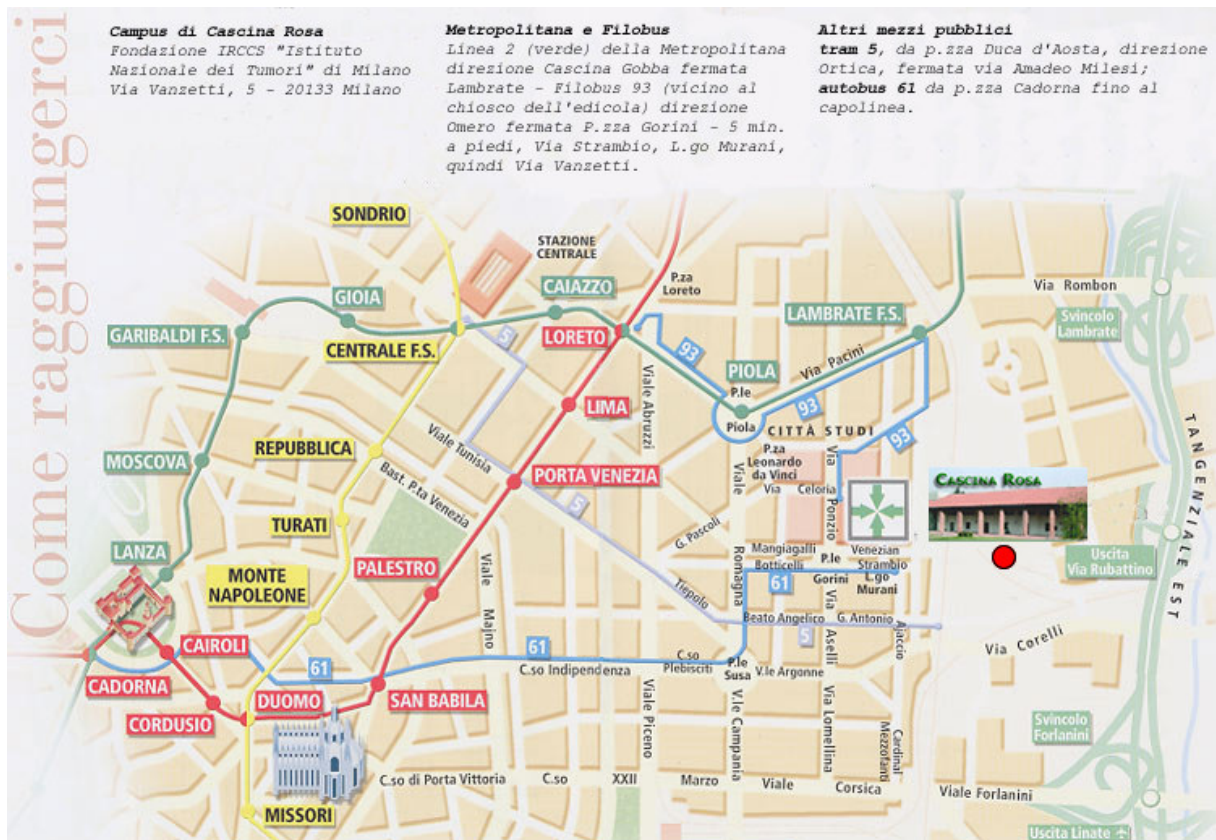 Come raggiungerci
Campus di Cascina Rosa
Fondazione IRCCS "Istituto
Nazionale dei Tumori" di Milano
Via Vanzetti, 5 - 20133 Milano
Metropolitana e Filobus
Linea 2 (verde) della Metropolitana
direzione Cascina Gobba fermata
Lambrate - Filobus 93 (vicino al
chiosco dell'edicola) direzione
Omero fermata P.zza Gorini - 5 min.
a piedi, Via Strambio, L.go Murani,
quindi Via Vanzetti.
Altri mezzi pubblici
tram 5, da p.zza Duca d'Aosta, direzione
Ortica, fermata via Amadeo Milesi;
autobus 61 da p.zza Cadorna fino al
capolinea.
SONDRIO
STAZIONE
CENTRALE
P.za
Loreto
Via Rombon
GIOIA
CAIAZZO
GARIBALDI F.S.
CENTRALE F.S.
5
LORETO
LAMBRATE F.S.
Svincolo
Lambrate
93
PIOLA
Via Pacini
P.le
Piola
93
LIMA
Viale Abruzzi
CITTÀ STUDI
93
REPUBBLICA
Viale Tunisia
MOSCOVA
Bast. P.ta Venezia
PORTA VENEZIA
P.za
Leonardo
da Vinci
Via
Celoria
Viale
Romagna
Via
Ponzio
CASCINA ROSA
TANGENZIALE EST
5
TURATI
G. Pascoli
Mangiagalli
Botticelli
P.le
Gorini
Venezian
Strambio
L.go
Murani
Uscita
Via Rubattino
LANZA
MONTE
NAPOLEONE
PALESTRO
Viale
Majno
Tiepolo
61
Via
Aselli
Beato Angelico
G. Antonio
5
Ajaccio
Via Corelli
CAIROLI
61
61
C.so Indipendenza
C.so
Plebisciti
P.le
Susa
V.le Argonne
CADORNA
CORDUSIO
DUOMO
SAN BABILA
Viale Piceno
V.le Campania
Via Lomellina
Cardinal
Mezzofanti
Svincolo
Forlanini
C.so di Porta Vittoria
C.so
XXII
Marzo
Viale
Corsica
Viale Forlanini
MISSORI
Uscita Linate